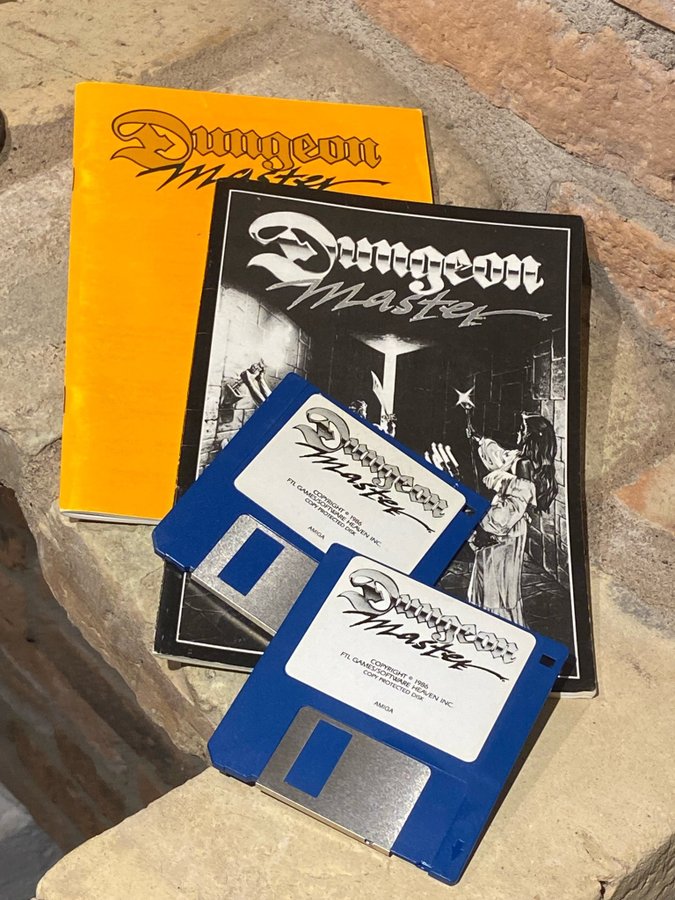 Dungeon
Master
Dungeon
Master
Dungeon
Master
COPYRIGHT © 1986
FTL GAMES/SOFTWARE HEAVEN INC.
COPY PROTECTED DISK
AMIGA
Dungeon
Master
COPYRIGHT © 1986
FTL GAMES/SOFTWARE HEAVEN INC.
COPY PROTECTED DISK
AMIGA